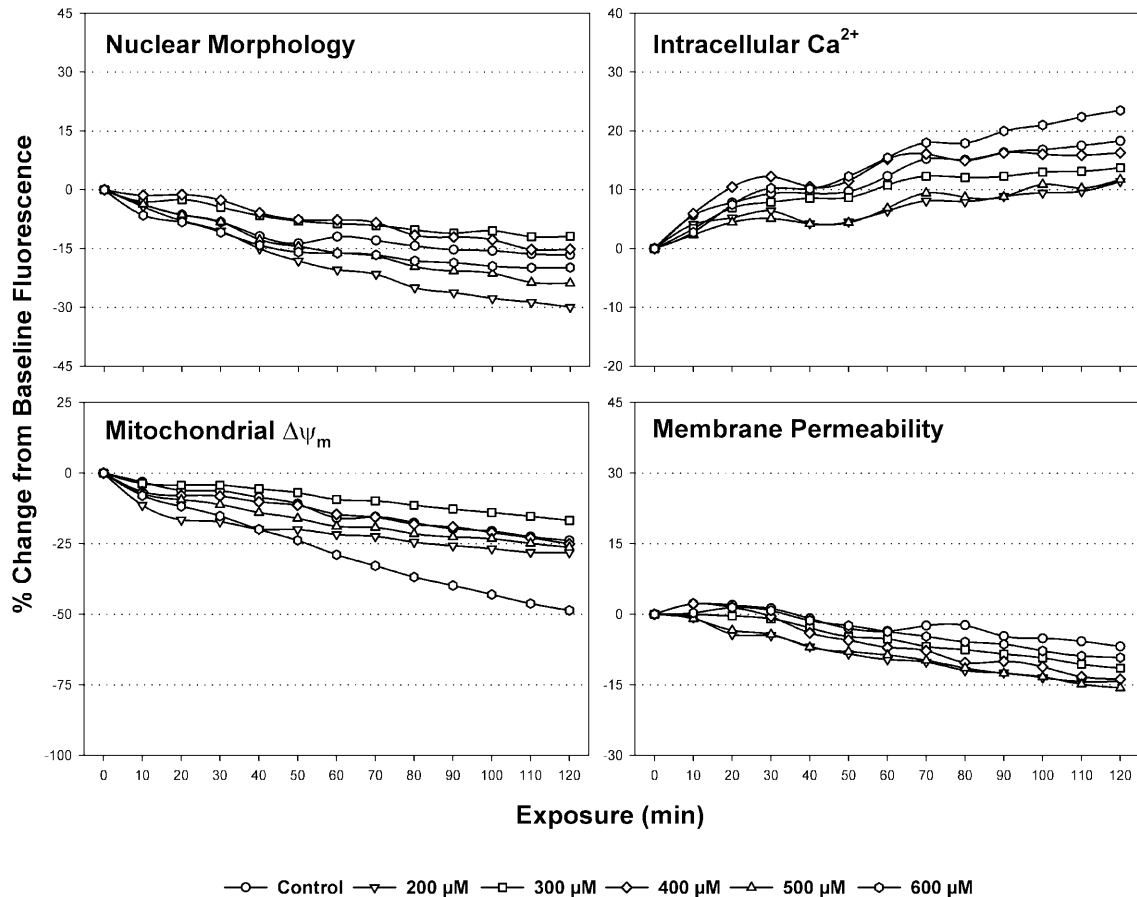 % Change from Baseline Fluorescence
Nuclear Morphology
45
30
15
0
-15
-30
-45
Intracellular Ca²⁺
40
30
20
10
0
-10
-20
Mitochondrial Δψm
25
0
-25
-50
-75
-100
0 10 20 30 40 50 60 70 80 90 100 110 120
Membrane Permeability
45
30
15
0
-15
-30
0 10 20 30 40 50 60 70 80 90 100 110 120
Exposure (min)
Control 200 µM 300 µM 400 µM 500 µM 600 µM